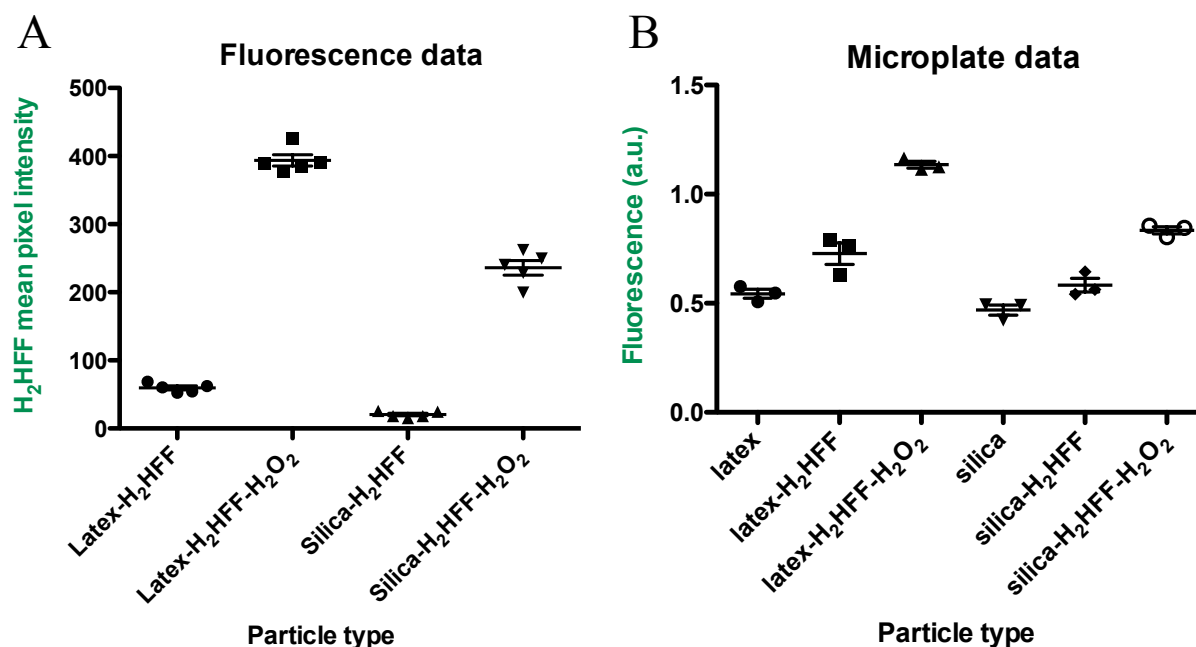 A
Fluorescence data
H₂HFF mean pixel intensity
500
400
300
200
100
0
Latex-H₂HFF
Latex-H₂HFF-H₂O₂
Silica-H₂HFF
Silica-H₂HFF-H₂O₂
Particle type
B
Microplate data
Fluorescence (a.u.)
1.5
1.0
0.5
0.0
latex
latex-H₂HFF
latex-H₂HFF-H₂O₂
silica
silica-H₂HFF
silica-H₂HFF-H₂O₂
Particle type